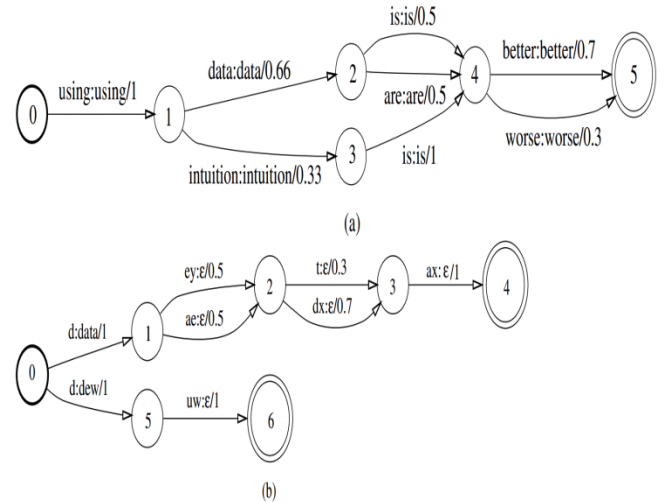 is:is/0.5
data:data/0.66
2
better:better/0.7
using:using/1
4
0
1
5
are:are/0.5
3
worse:worse/0.3
is:is/1
intuition:intuition/0.33
(a)
ey:ε/0.5
t:ε/0.3
ax:ε/1
2
3
4
d:data/1
1
ae:ε/0.5
dx:ε/0.7
0
d:dew/1
uw:ε/1
5
6
(b)